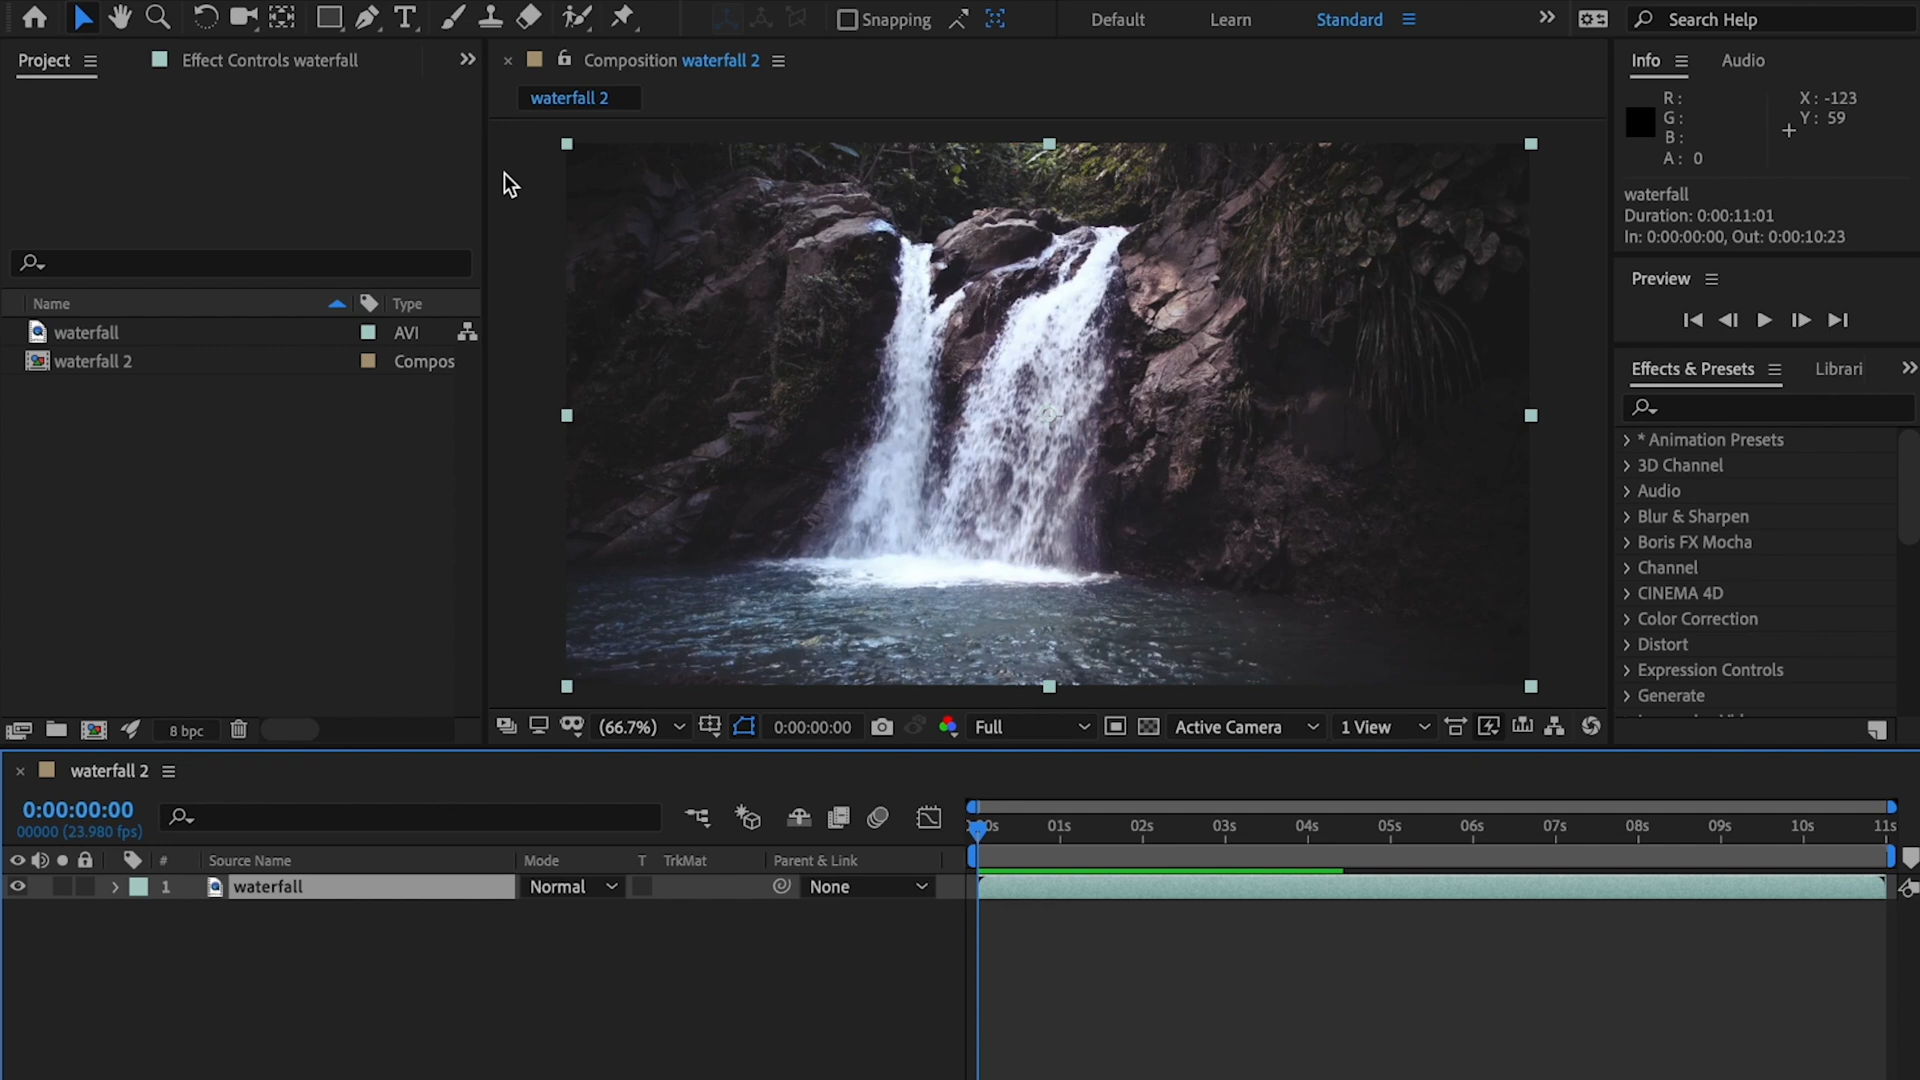 Snapping
Default
Learn
Standard
Search Help
Project
Effect Controls waterfall
Composition waterfall 2
Info
Audio
waterfall 2
R :
G :
B :
A : 0
X : -123
Y : 59
waterfall
Duration: 0:00:11:01
In: 0:00:00:00, Out: 0:00:10:23
Preview
Name
Type
waterfall
AVI
waterfall 2
Compos
Effects & Presets
Librari
* Animation Presets
3D Channel
Audio
Blur & Sharpen
Boris FX Mocha
Channel
CINEMA 4D
Color Correction
Distort
Expression Controls
Generate
8 bpc
(66.7%)
0:00:00:00
Full
Active Camera
1 View
waterfall 2
0:00:00:00
00000 (23.980 fps)
01s 02s 03s 04s 05s 06s 07s 08s 09s 10s 11s
# Source Name Mode T TrkMat Parent & Link
1 waterfall Normal None